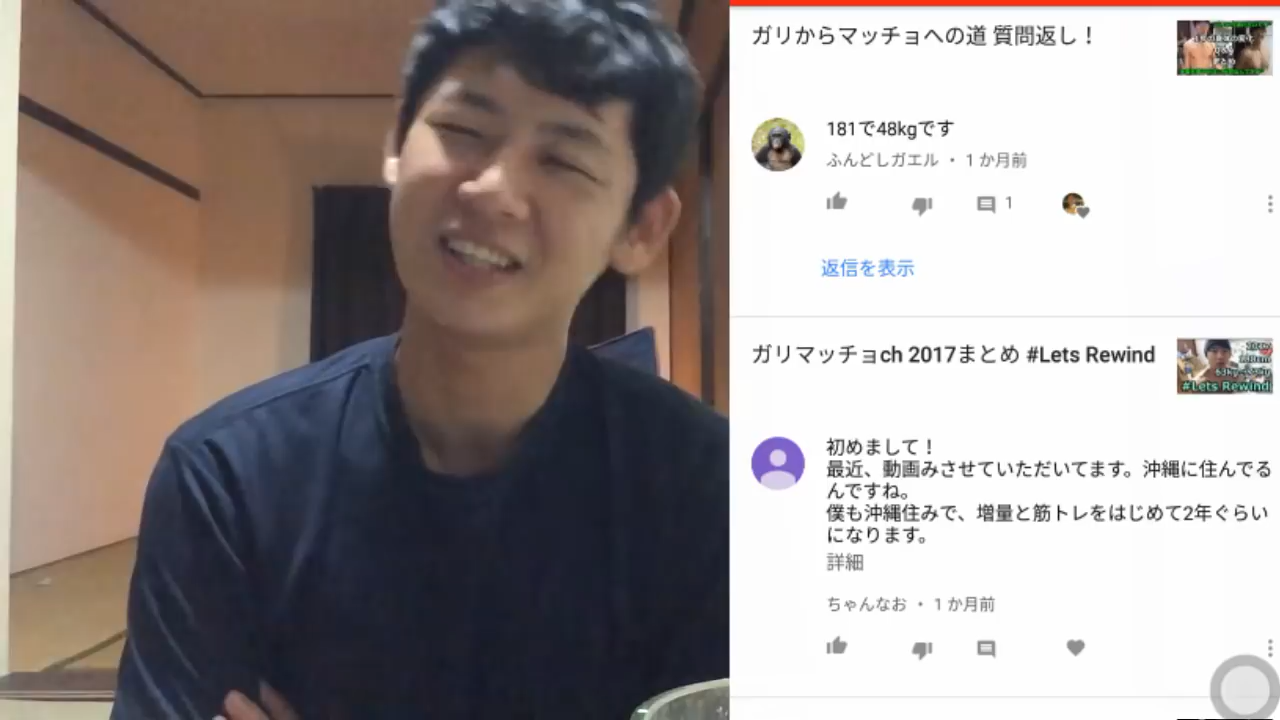 ガリからマッチョへの道 質問返し！
181で48kgです
ふんどしガエル ・ 1 か月前
1
返信を表示
ガリマッチョch 2017まとめ #Lets Rewind
#Lets Rewind
初めまして！
最近、動画みさせていただいてます。沖縄に住んでる
んですね。
僕も沖縄住みで、増量と筋トレをはじめて2年ぐらい
になります。
詳細
ちゃんなお ・ 1 か月前